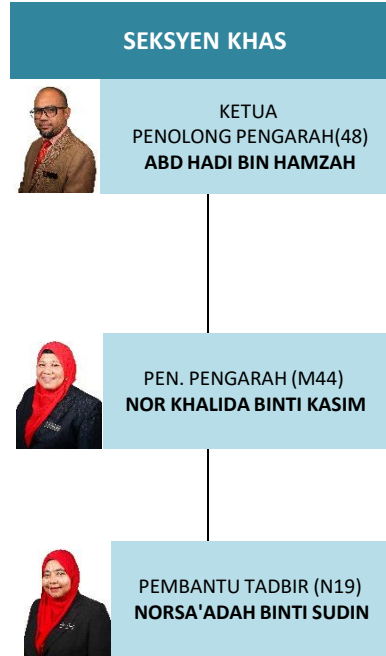 SEKSYEN KHAS
KETUA
PENOLONG PENGARAH(48)
ABD HADI BIN HAMZAH
PEN. PENGARAH (M44)
NOR KHALIDA BINTI KASIM
PEMBANTU TADBIR (N19)
NORSA'ADAH BINTI SUDIN